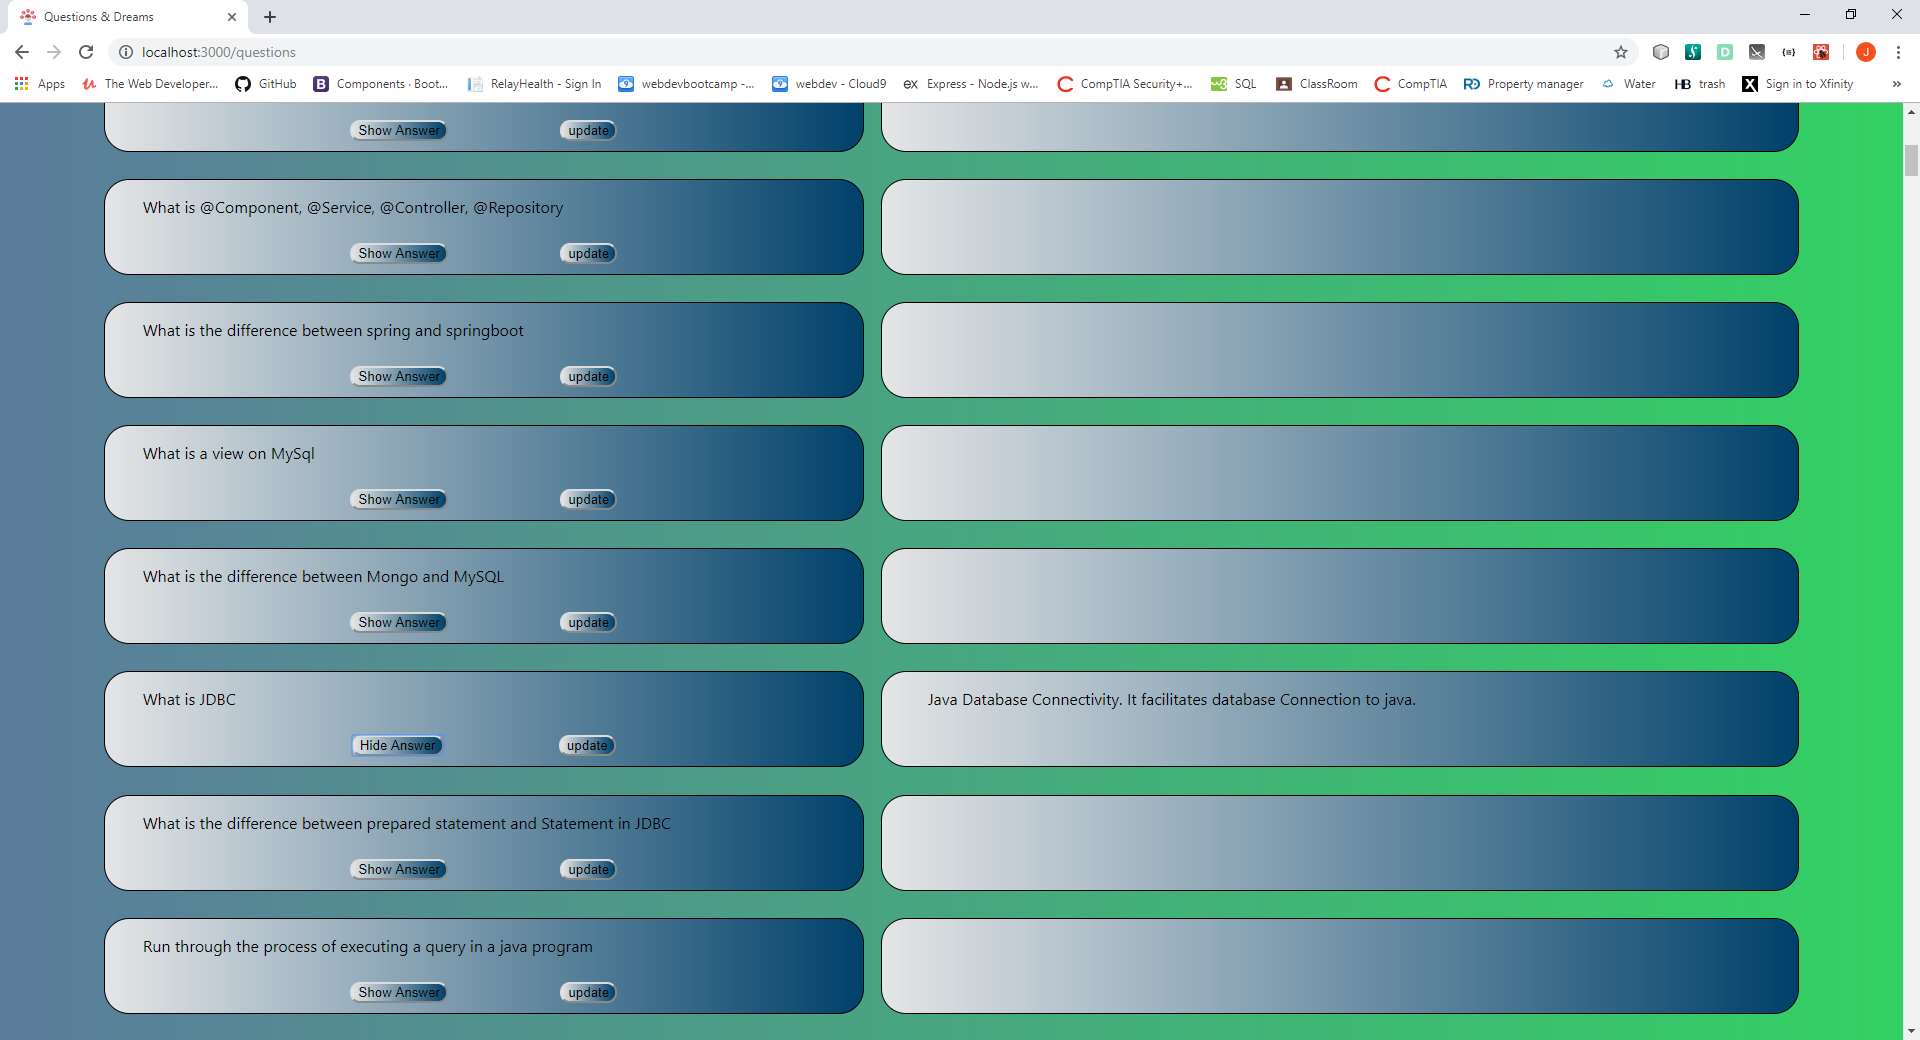 Questions & Dreams
localhost:3000/questions
Apps
The Web Developer...
GitHub
Components · Boot...
RelayHealth - Sign In
webdevbootcamp -...
webdev - Cloud9
ex Express - Node.js w...
CompTIA Security+...
SQL
ClassRoom
CompTIA
Property manager
Water
HB trash
X Sign in to Xfinity
»
Show Answer update
What is @Component, @Service, @Controller, @Repository
Show Answer update
What is the difference between spring and springboot
Show Answer update
What is a view on MySql
Show Answer update
What is the difference between Mongo and MySQL
Show Answer update
What is JDBC
Hide Answer update
Java Database Connectivity. It facilitates database Connection to java.
What is the difference between prepared statement and Statement in JDBC
Show Answer update
Run through the process of executing a query in a java program
Show Answer update